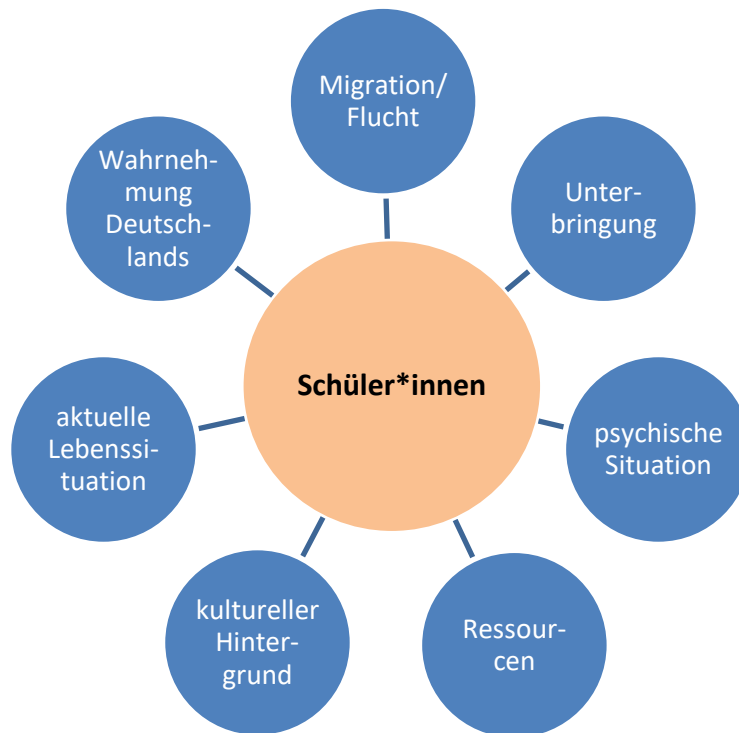 Migration/
Flucht
Unter-
bringung
psychische
Situation
Ressour-
cen
kultureller
Hinter-
grund
aktuelle
Lebenssi-
tuation
Wahrneh-
mung
Deutsch-
lands
Schüler*innen